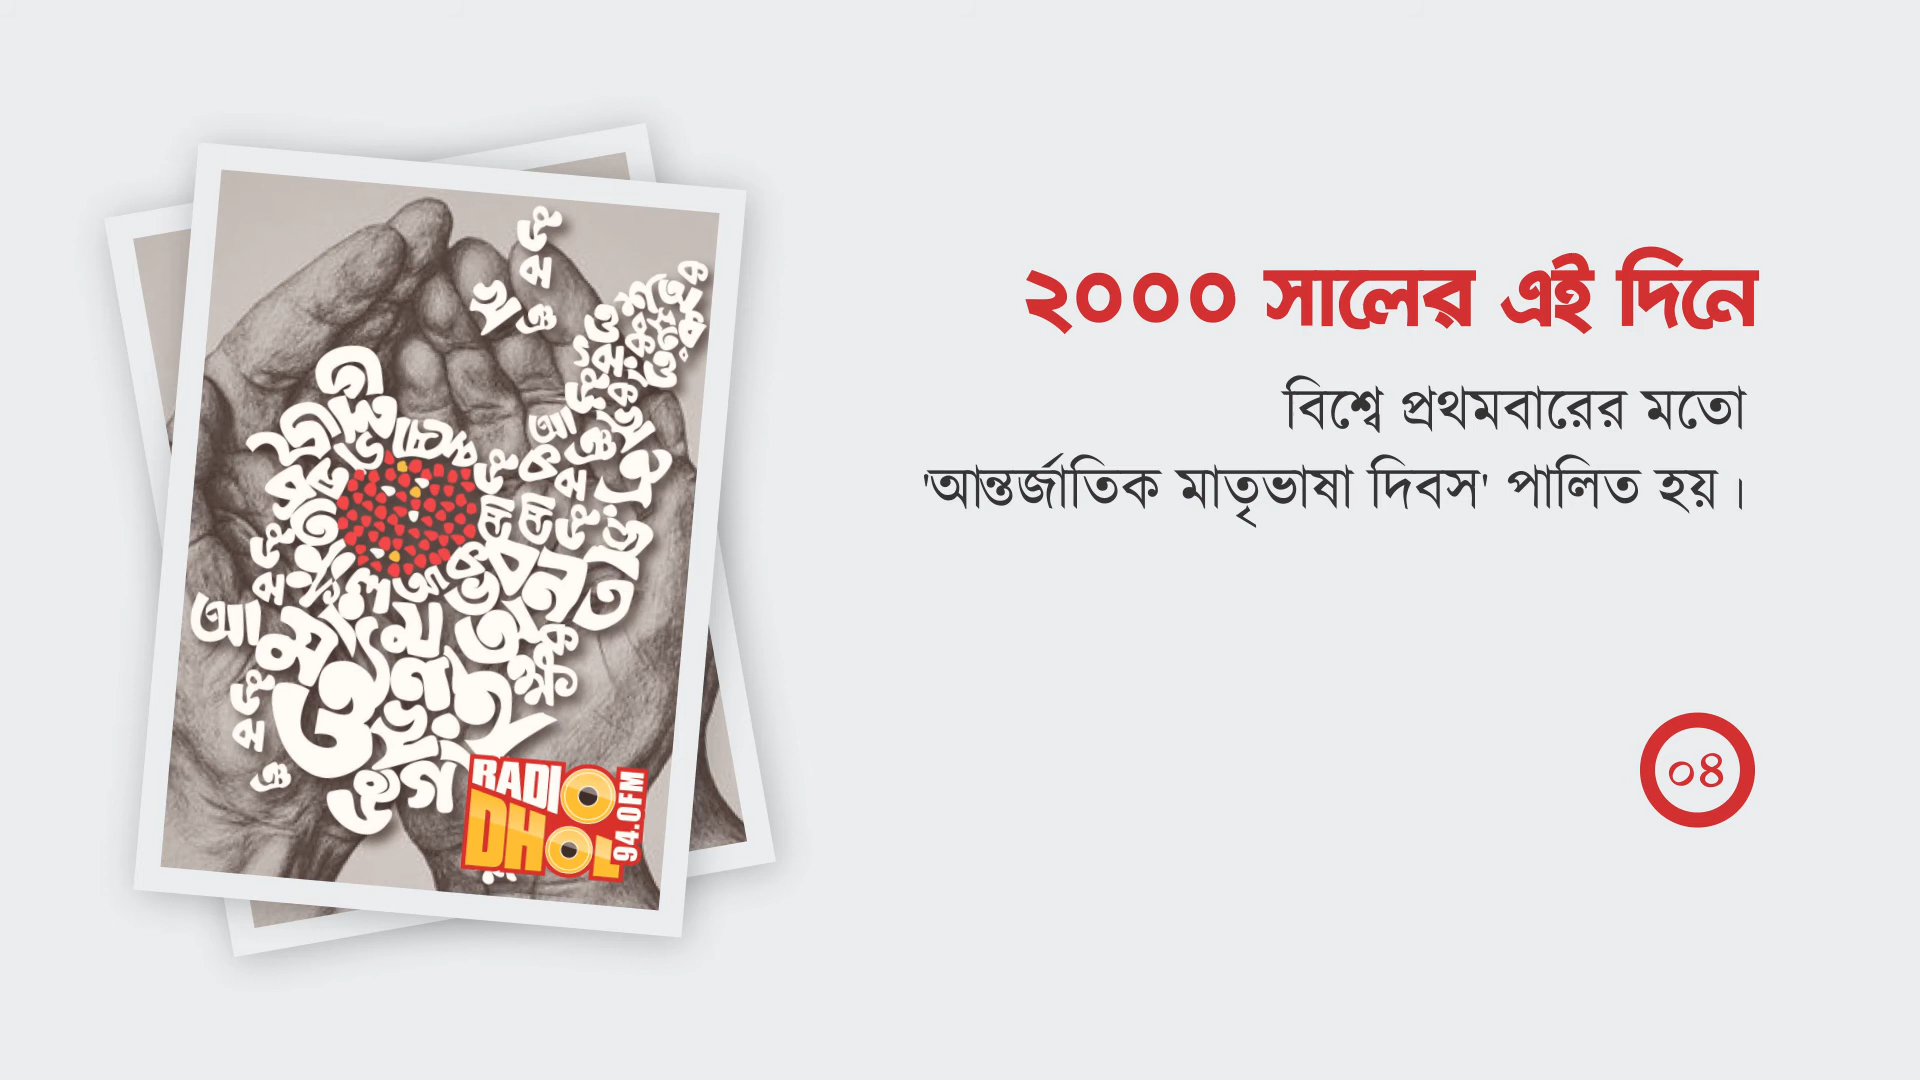 ২০০০ সালের এই দিনে
বিশ্বে প্রথমবারের মতো
'আন্তর্জাতিক মাতৃভাষা দিবস' পালিত হয়।
০৪
RADIO
DHOL
94.0FM